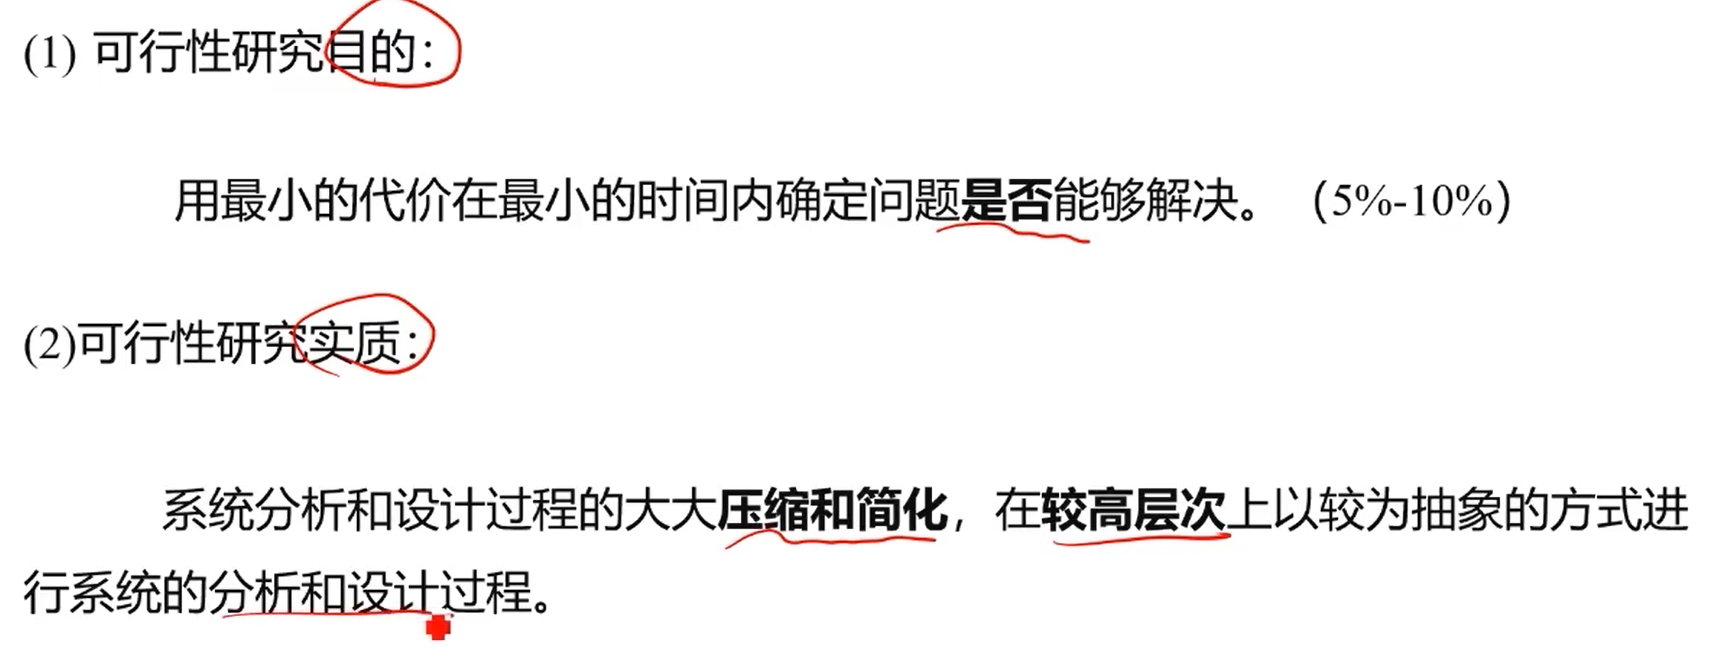 (1) 可行性研究目的：
用最小的代价在最小的时间内确定问题是否能够解决。（5%-10%）
(2)可行性研究实质：
系统分析和设计过程的大大压缩和简化，在较高层次上以较为抽象的方式进
行系统的分析和设计过程。